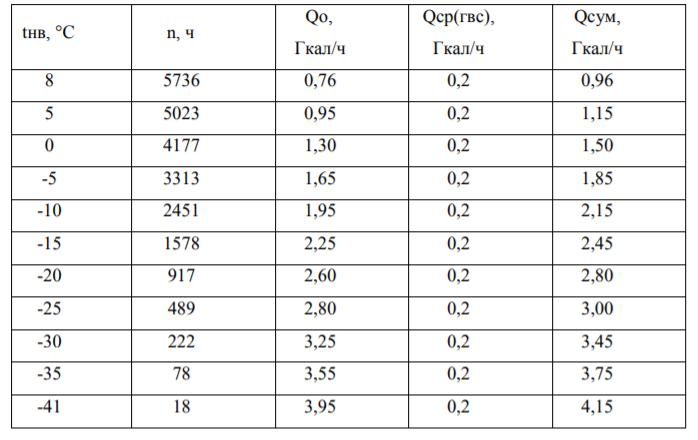 tнв, °C n, ч Qо, Гкал/ч Qср(гвс), Гкал/ч Qсум, Гкал/ч
8 5736 0,76 0,2 0,96
5 5023 0,95 0,2 1,15
0 4177 1,30 0,2 1,50
-5 3313 1,65 0,2 1,85
-10 2451 1,95 0,2 2,15
-15 1578 2,25 0,2 2,45
-20 917 2,60 0,2 2,80
-25 489 2,80 0,2 3,00
-30 222 3,25 0,2 3,45
-35 78 3,55 0,2 3,75
-41 18 3,95 0,2 4,15